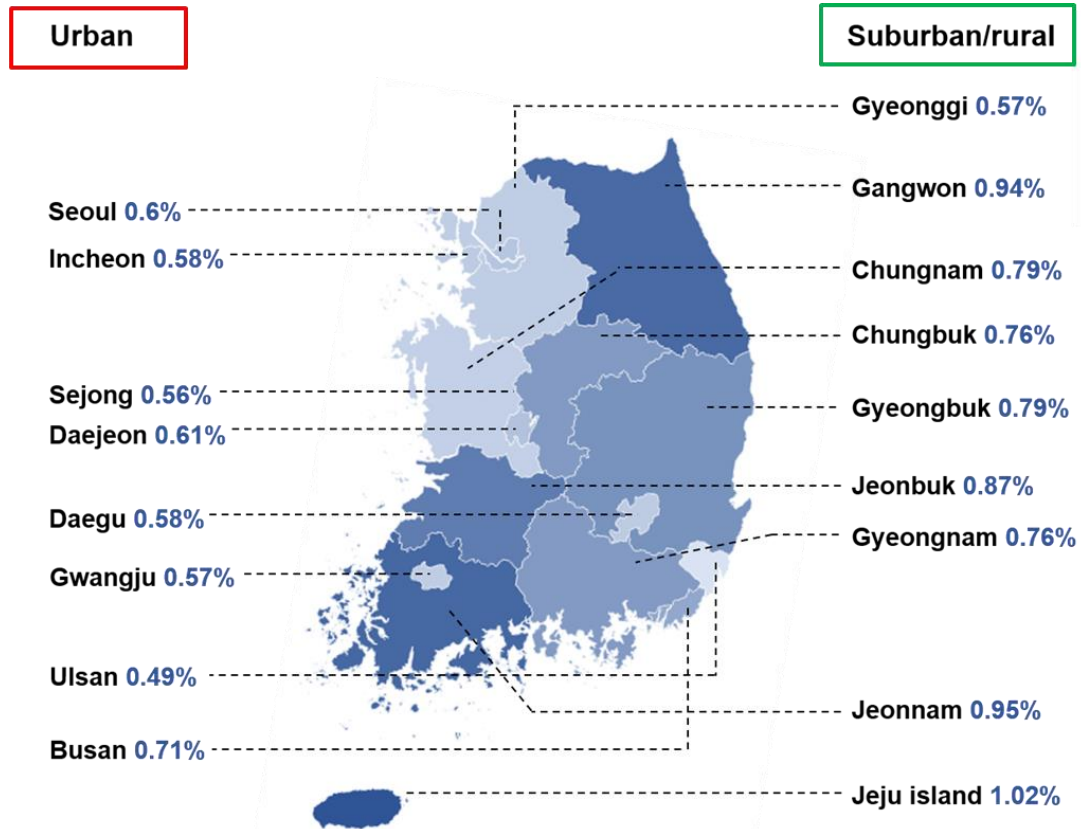 Urban
Suburban/rural
Gyeonggi 0.57%
Gangwon 0.94%
Seoul 0.6%
Incheon 0.58%
Chungnam 0.79%
Chungbuk 0.76%
Sejong 0.56%
Gyeongbuk 0.79%
Daejeon 0.61%
Jeonbuk 0.87%
Daegu 0.58%
Gyeongnam 0.76%
Gwangju 0.57%
Ulsan 0.49%
Jeonnam 0.95%
Busan 0.71%
Jeju island 1.02%